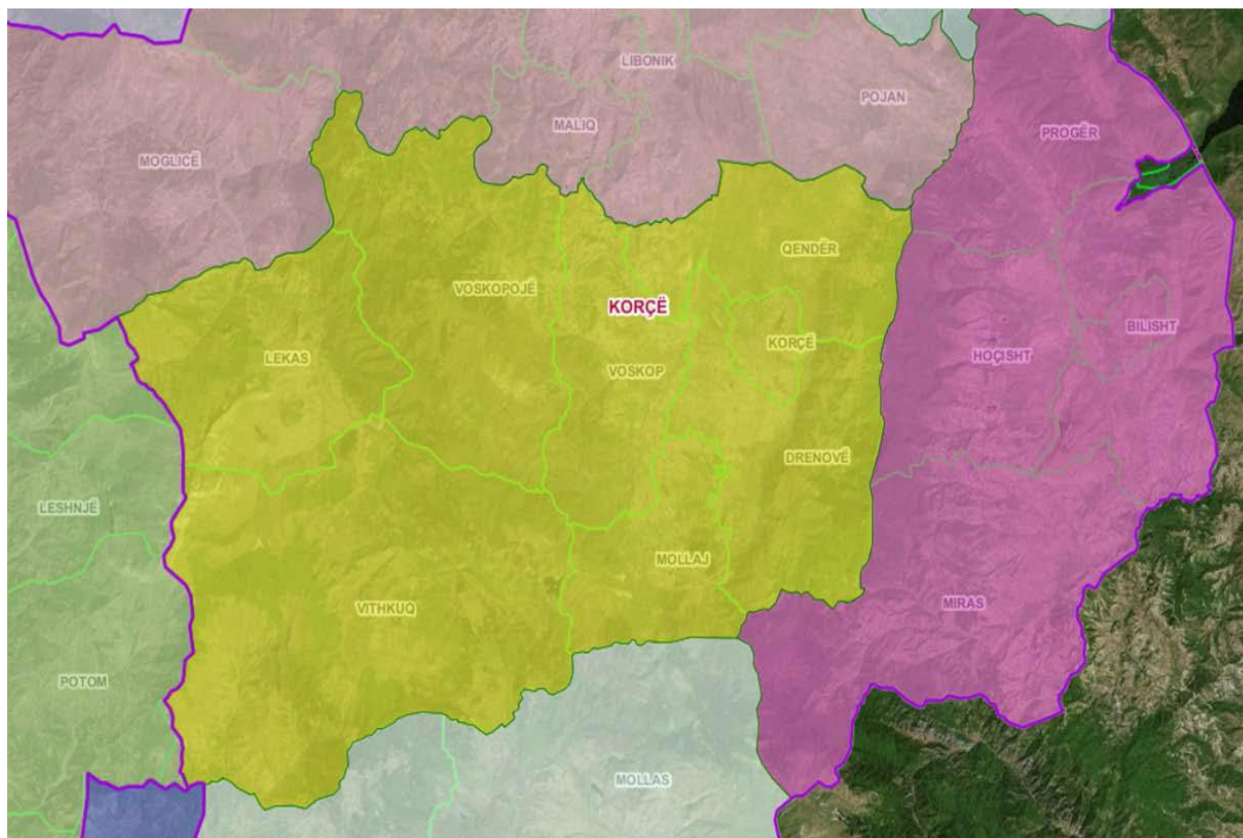 LIBONIK
POJAN
MALIQ
PROGËR
MOGLICË
QENDËR
VOSKOPOJË
KORÇË
BILISHT
KORÇË
HOÇISHT
LEKAS
VOSKOP
DRENOVË
LESHNJË
MOLLAJ
MIRAS
VITHKUQ
POTOM
MOLLAS